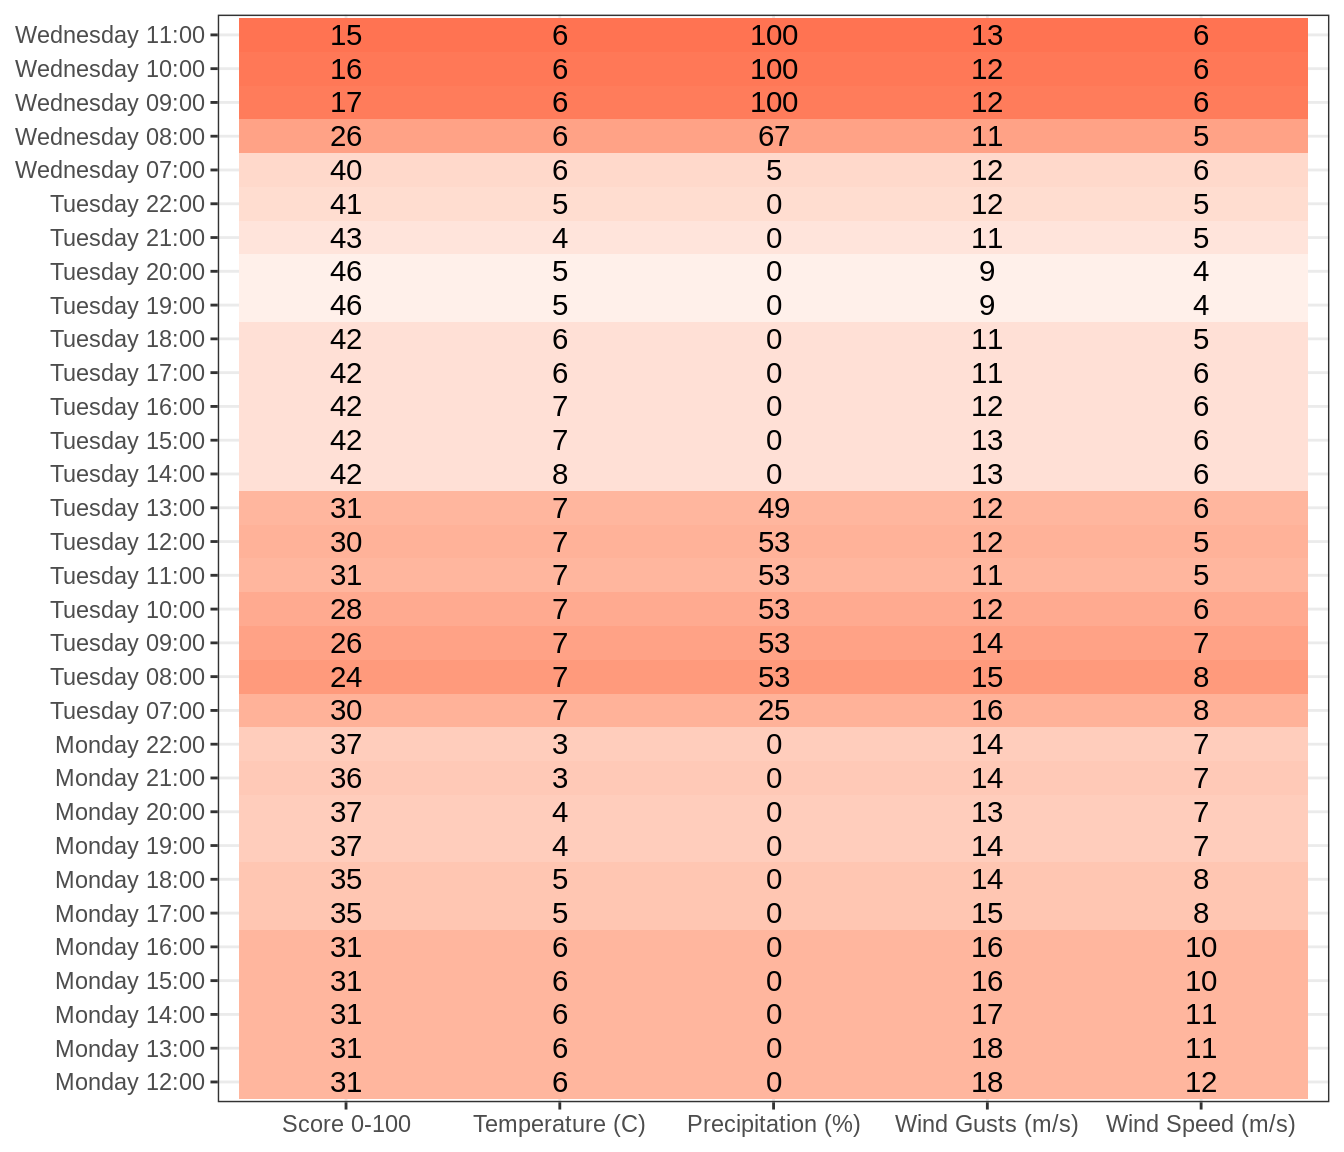 Wednesday 11:00 15 6 100 13 6
Wednesday 10:00 16 6 100 12 6
Wednesday 09:00 17 6 100 12 6
Wednesday 08:00 26 6 67 11 5
Wednesday 07:00 40 6 5 12 6
Tuesday 22:00 41 5 0 12 5
Tuesday 21:00 43 4 0 11 5
Tuesday 20:00 46 5 0 9 4
Tuesday 19:00 46 5 0 9 4
Tuesday 18:00 42 6 0 11 5
Tuesday 17:00 42 6 0 11 6
Tuesday 16:00 42 7 0 12 6
Tuesday 15:00 42 7 0 13 6
Tuesday 14:00 42 8 0 13 6
Tuesday 13:00 31 7 49 12 6
Tuesday 12:00 30 7 53 12 5
Tuesday 11:00 31 7 53 11 5
Tuesday 10:00 28 7 53 12 6
Tuesday 09:00 26 7 53 14 7
Tuesday 08:00 24 7 53 15 8
Tuesday 07:00 30 7 25 16 8
Monday 22:00 37 3 0 14 7
Monday 21:00 36 3 0 14 7
Monday 20:00 37 4 0 13 7
Monday 19:00 37 4 0 14 7
Monday 18:00 35 5 0 14 8
Monday 17:00 35 5 0 15 8
Monday 16:00 31 6 0 16 10
Monday 15:00 31 6 0 16 10
Monday 14:00 31 6 0 17 11
Monday 13:00 31 6 0 18 11
Monday 12:00 31 6 0 18 12
Score 0-100 Temperature (C) Precipitation (%) Wind Gusts (m/s) Wind Speed (m/s)